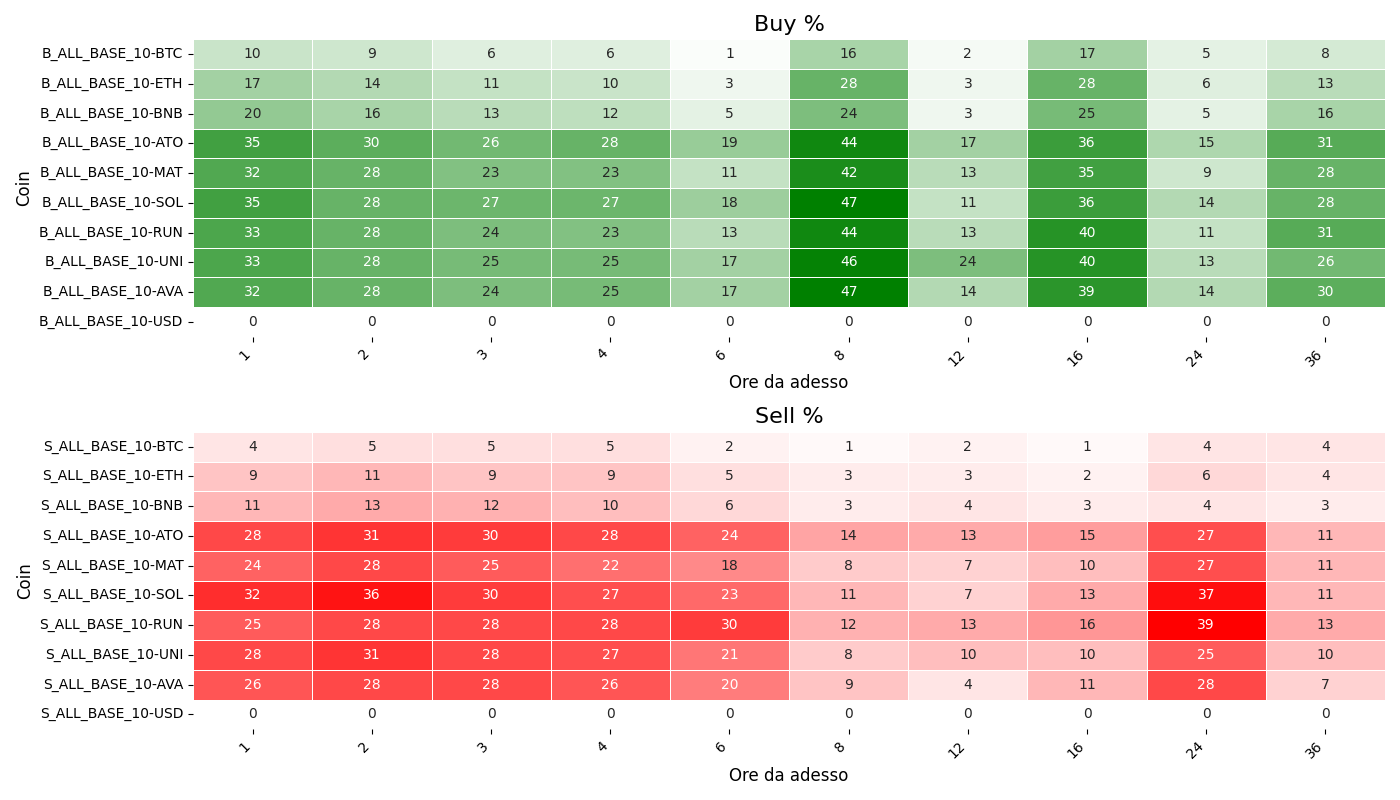 Buy %
Coin
B_ALL_BASE_10-BTC 10 9 6 6 1 16 2 17 5 8
B_ALL_BASE_10-ETH 17 14 11 10 3 28 3 28 6 13
B_ALL_BASE_10-BNB 20 16 13 12 5 24 3 25 5 16
B_ALL_BASE_10-ATO 35 30 26 28 19 44 17 36 15 31
B_ALL_BASE_10-MAT 32 28 23 23 11 42 13 35 9 28
B_ALL_BASE_10-SOL 35 28 27 27 18 47 11 36 14 28
B_ALL_BASE_10-RUN 33 28 24 23 13 44 13 40 11 31
B_ALL_BASE_10-UNI 33 28 25 25 17 46 24 40 13 26
B_ALL_BASE_10-AVA 32 28 24 25 17 47 14 39 14 30
B_ALL_BASE_10-USD 0 0 0 0 0 0 0 0 0 0
1 2 3 4 6 8 12 16 24 36
Ore da adesso
Sell %
Coin
S_ALL_BASE_10-BTC 4 5 5 5 2 1 2 1 4 4
S_ALL_BASE_10-ETH 9 11 9 9 5 3 3 2 6 4
S_ALL_BASE_10-BNB 11 13 12 10 6 3 4 3 4 3
S_ALL_BASE_10-ATO 28 31 30 28 24 14 13 15 27 11
S_ALL_BASE_10-MAT 24 28 25 22 18 8 7 10 27 11
S_ALL_BASE_10-SOL 32 36 30 27 23 11 7 13 37 11
S_ALL_BASE_10-RUN 25 28 28 28 30 12 13 16 39 13
S_ALL_BASE_10-UNI 28 31 28 27 21 8 10 10 25 10
S_ALL_BASE_10-AVA 26 28 28 26 20 9 4 11 28 7
S_ALL_BASE_10-USD 0 0 0 0 0 0 0 0 0 0
1 2 3 4 6 8 12 16 24 36
Ore da adesso